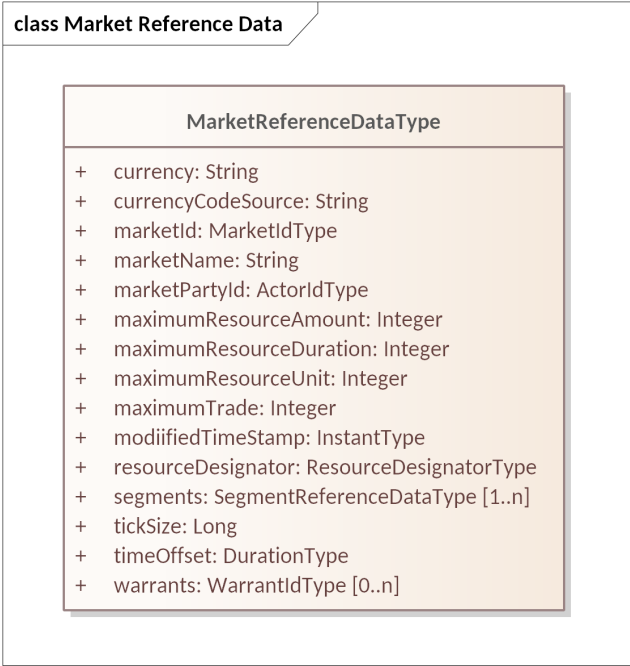 class Market Reference Data
MarketReferenceDataType
+ currency: String
+ currencyCodeSource: String
+ marketId: MarketIdType
+ marketName: String
+ marketPartyId: ActorIdType
+ maximumResourceAmount: Integer
+ maximumResourceDuration: Integer
+ maximumResourceUnit: Integer
+ maximumTrade: Integer
+ modiifiedTimeStamp: InstantType
+ resourceDesignator: ResourceDesignatorType
+ segments: SegmentReferenceDataType [1..n]
+ tickSize: Long
+ timeOffset: DurationType
+ warrants: WarrantIdType [0..n]